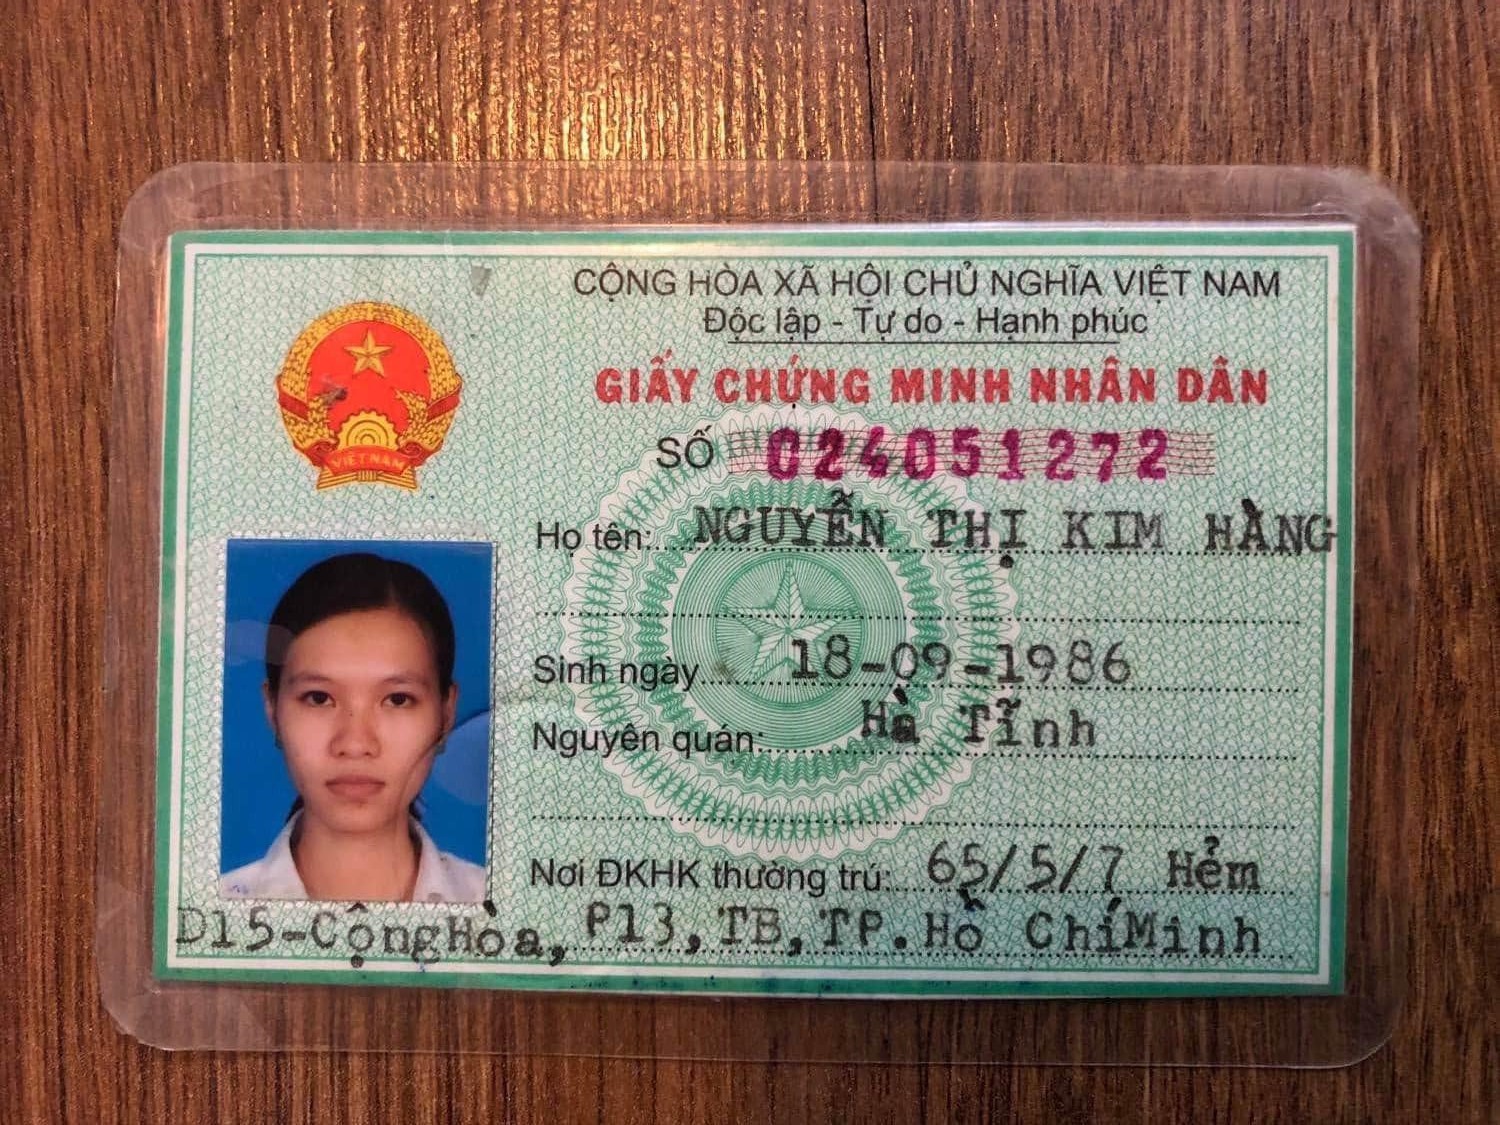 CỘNG HÒA XÃ HỘI CHỦ NGHĨA VIỆT NAM
Độc lập - Tự do - Hạnh phúc
GIẤY CHỨNG MINH NHÂN DÂN
SỐ 024051272
VIỆT NAM
Họ tên: NGUYỄN THỊ KIM HẰNG
Sinh ngày 18-09-1986
Nguyên quán: Hà Tĩnh
Nơi ĐKHK thường trú: 65/5/7 Hẻm
D15-CộngHòa, P13, TB, TP. Hồ ChíMinh